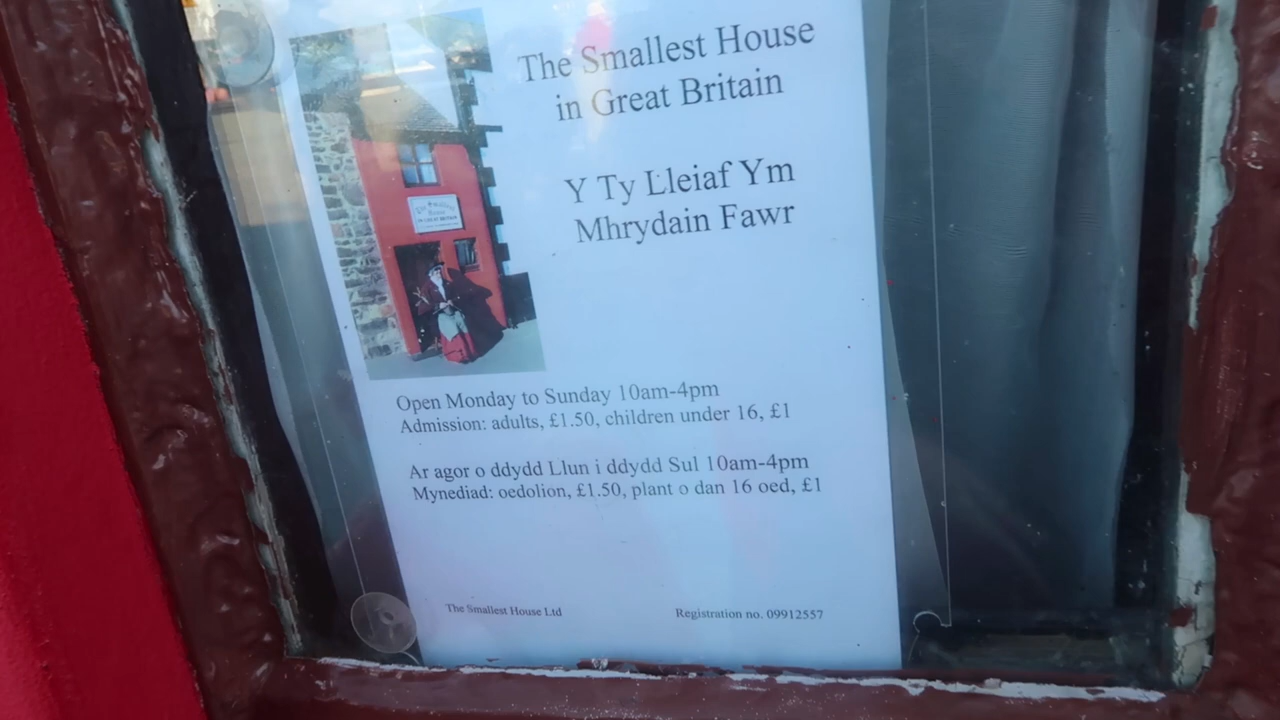 The Smallest House
in Great Britain
Y Ty Lleiaf Ym
Mhrydain Fawr
Open Monday to Sunday 10am-4pm
Admission: adults, £1.50, children under 16, £1
Ar agor o ddydd Llun i ddydd Sul 10am-4pm
Mynediad: oedolion, £1.50, plant o dan 16 oed, £1
The Smallest House Ltd
Registration no. 09912557